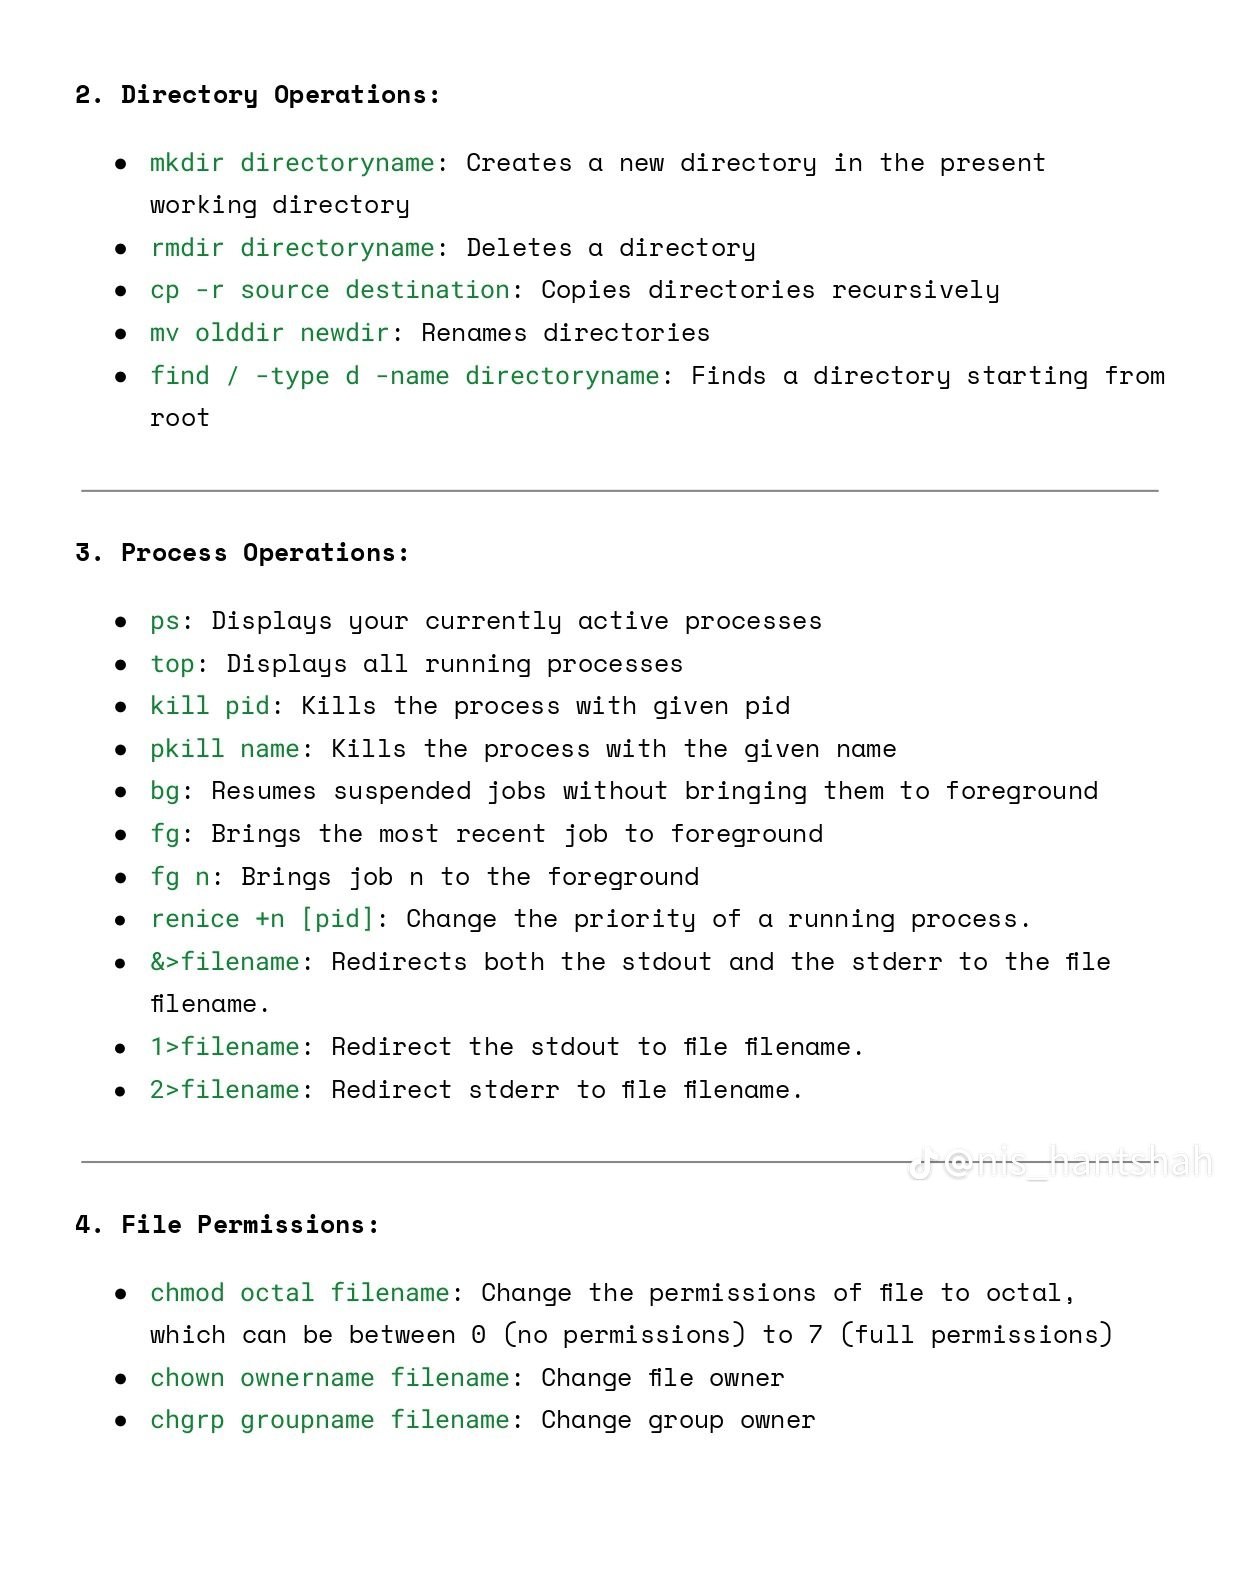 2. Directory Operations:
● mkdir directoryname: Creates a new directory in the present
working directory
● rmdir directoryname: Deletes a directory
● cp -r source destination: Copies directories recursively
● mv olddir newdir: Renames directories
● find / -type d -name directoryname: Finds a directory starting from
root
3. Process Operations:
● ps: Displays your currently active processes
● top: Displays all running processes
● kill pid: Kills the process with given pid
● pkill name: Kills the process with the given name
● bg: Resumes suspended jobs without bringing them to foreground
● fg: Brings the most recent job to foreground
● fg n: Brings job n to the foreground
● renice +n [pid]: Change the priority of a running process.
● &>filename: Redirects both the stdout and the stderr to the file
filename.
● 1>filename: Redirect the stdout to file filename.
● 2>filename: Redirect stderr to file filename.
@nis_hantshah
4. File Permissions:
● chmod octal filename: Change the permissions of file to octal,
which can be between 0 (no permissions) to 7 (full permissions)
● chown ownername filename: Change file owner
● chgrp groupname filename: Change group owner